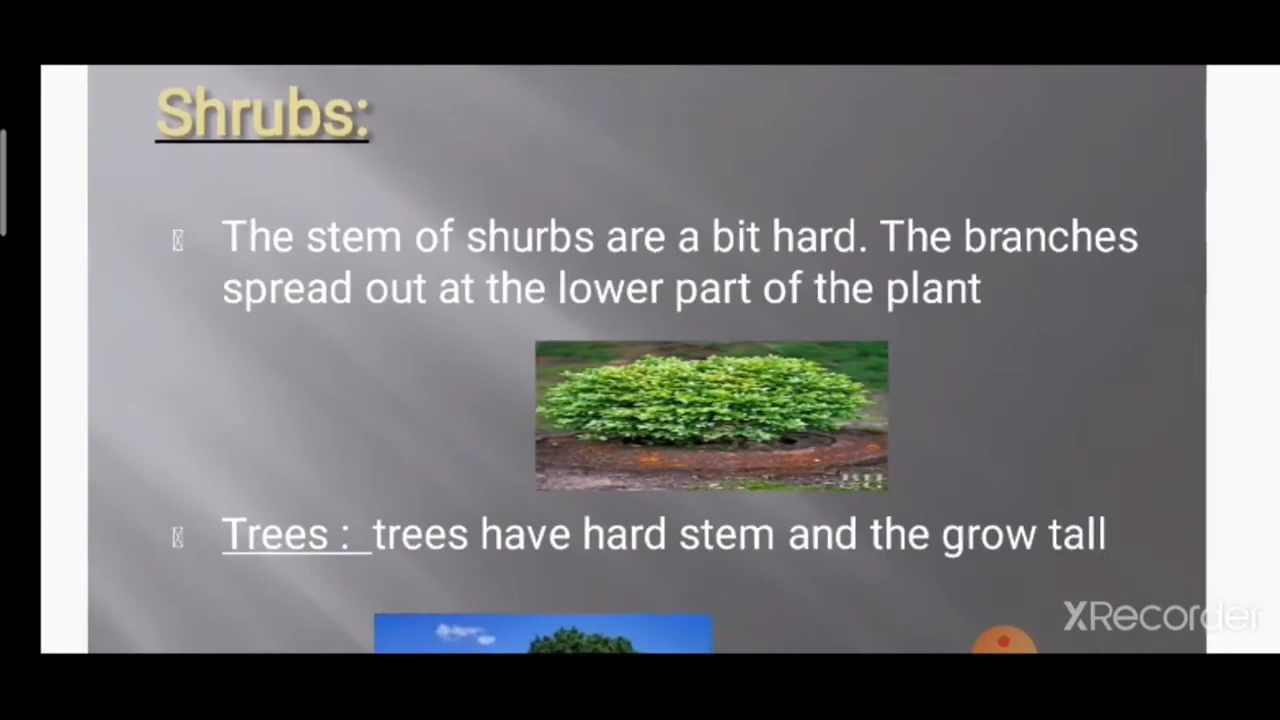 Shrubs:
The stem of shurbs are a bit hard. The branches
spread out at the lower part of the plant
Trees : trees have hard stem and the grow tall
XRecorder